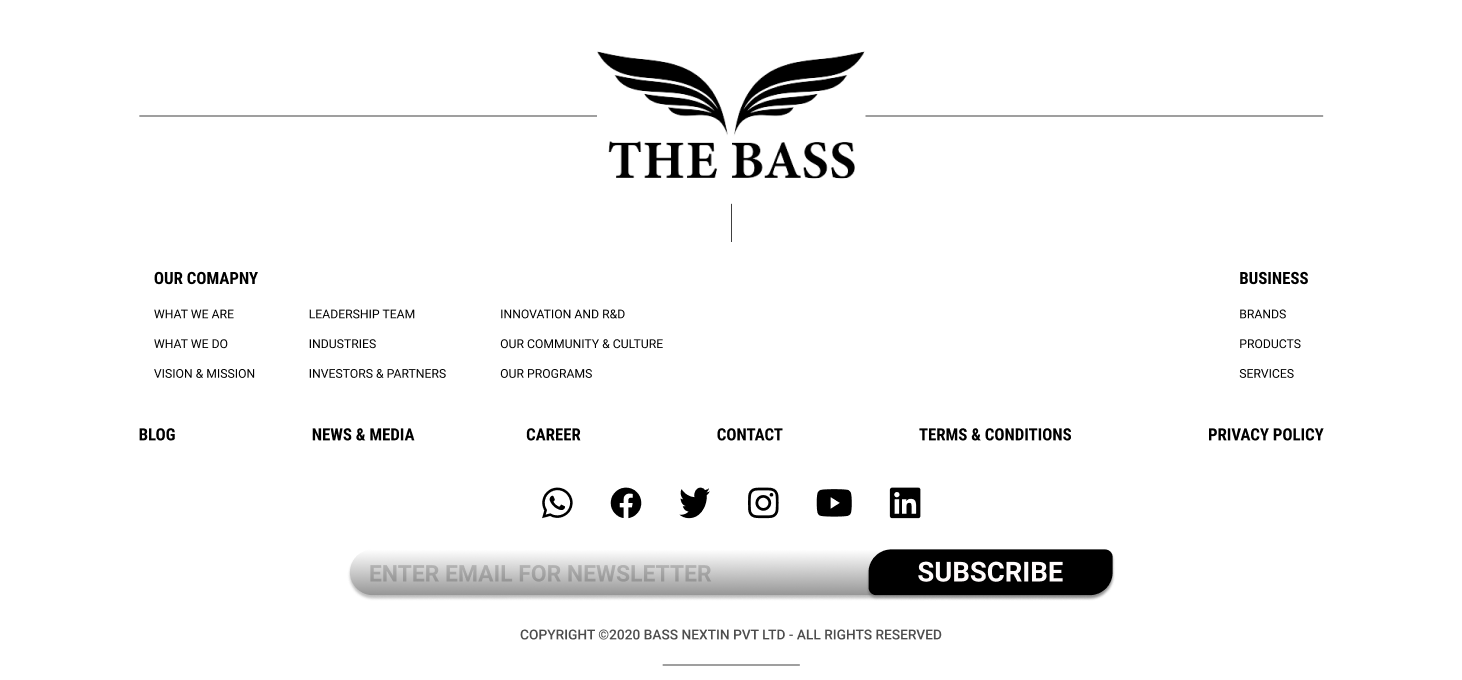 THE BASS
OUR COMAPNY
BUSINESS
WHAT WE ARE
LEADERSHIP TEAM
INNOVATION AND R&D
BRANDS
WHAT WE DO
INDUSTRIES
OUR COMMUNITY & CULTURE
PRODUCTS
VISION & MISSION
INVESTORS & PARTNERS
OUR PROGRAMS
SERVICES
BLOG
NEWS & MEDIA
CAREER
CONTACT
TERMS & CONDITIONS
PRIVACY POLICY
in
ENTER EMAIL FOR NEWSLETTER
SUBSCRIBE
COPYRIGHT ©2020 BASS NEXTIN PVT LTD - ALL RIGHTS RESERVED